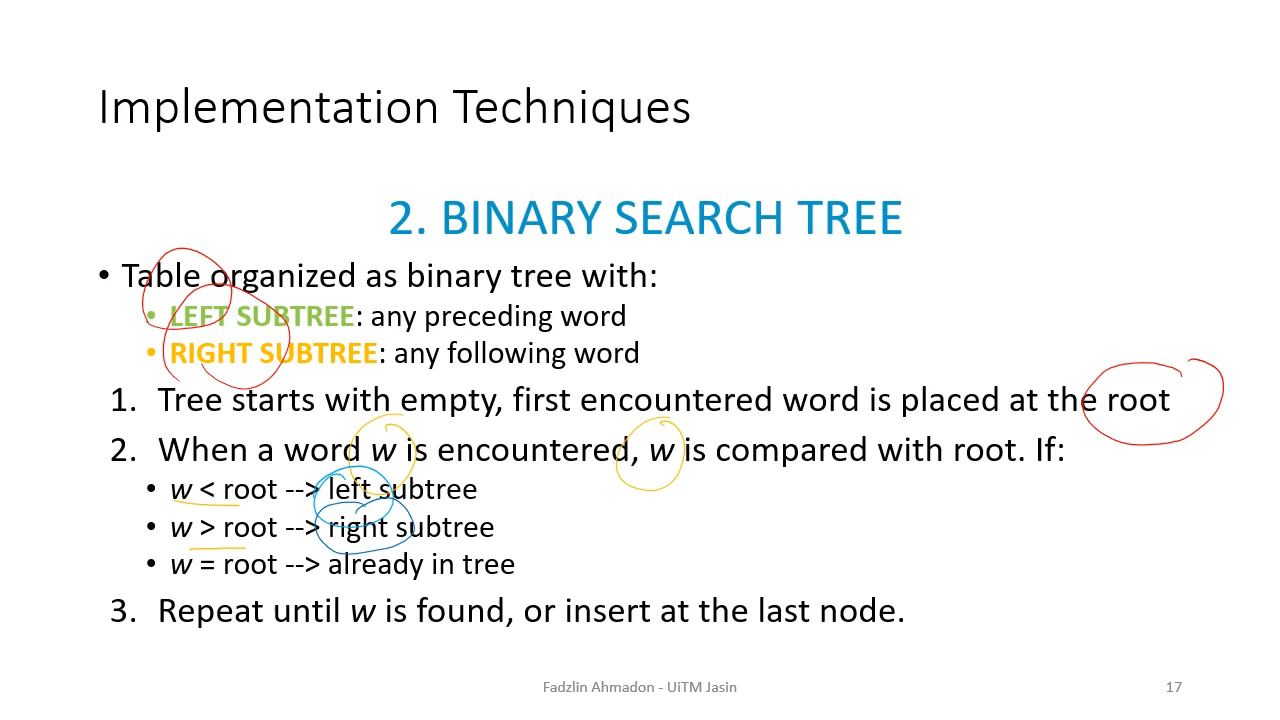 Implementation Techniques
2. BINARY SEARCH TREE
• Table organized as binary tree with:
• LEFT SUBTREE: any preceding word
• RIGHT SUBTREE: any following word
1. Tree starts with empty, first encountered word is placed at the root
2. When a word w is encountered, w is compared with root. If:
• w < root --> left subtree
• w > root --> right subtree
• w = root --> already in tree
3. Repeat until w is found, or insert at the last node.
Fadzlin Ahmadon - UiTM Jasin
17